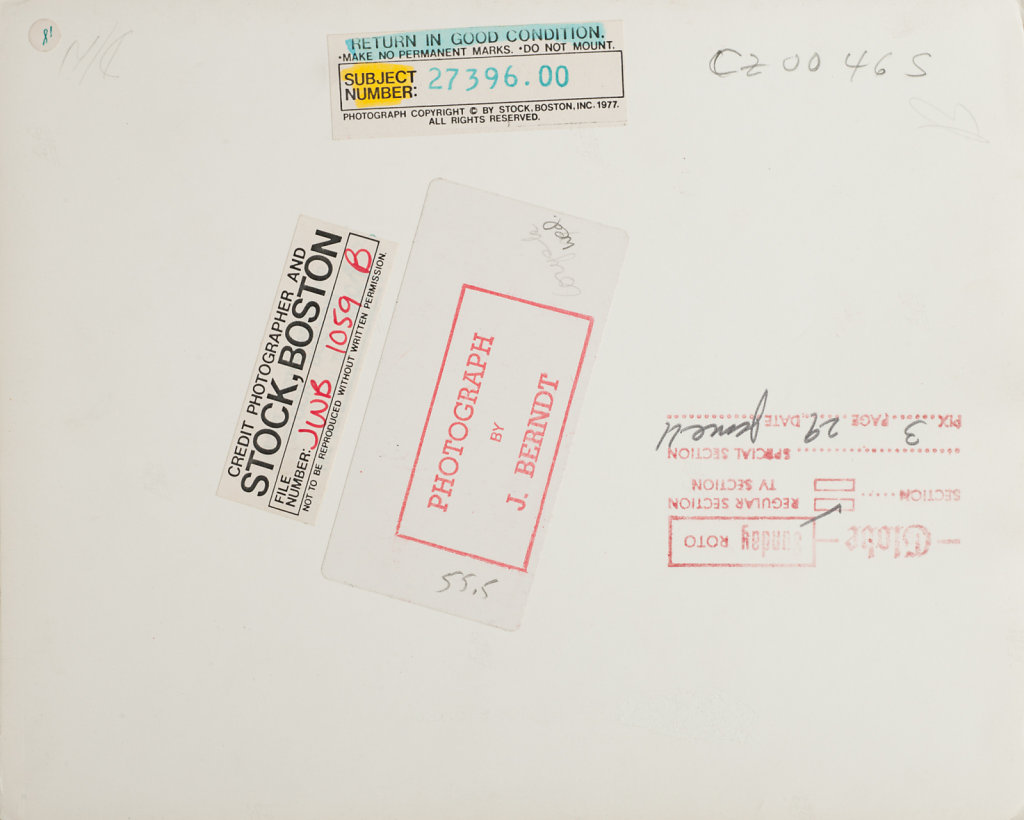 18
N/C
RETURN IN GOOD CONDITION.
•MAKE NO PERMANENT MARKS. •DO NOT MOUNT.
SUBJECT
NUMBER: 27396.00
PHOTOGRAPH COPYRIGHT © BY STOCK, BOSTON, INC. 1977.
ALL RIGHTS RESERVED.
CZ 00 46 S
CREDIT PHOTOGRAPHER AND
STOCK, BOSTON
FILE
NUMBER: JWB 1059 B
NOT TO BE REPRODUCED WITHOUT WRITTEN PERMISSION.
wed.
PHOTOGRAPH
BY
J. BERNDT
55.5
Globe Sunday ROTO
SECTION..... REGULAR SECTION
TV SECTION
SPECIAL SECTION
PIX. 3 PAGE 29 DATE